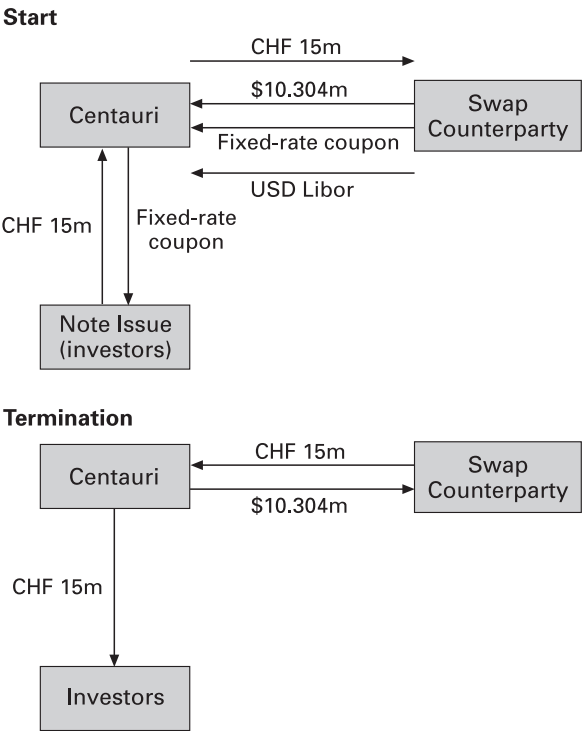 Start
CHF 15m
$10.304m
Centauri
Swap
Counterparty
Fixed-rate coupon
USD Libor
CHF 15m
Fixed-rate
coupon
Note Issue
(investors)
Termination
CHF 15m
Centauri
Swap
Counterparty
$10.304m
CHF 15m
Investors